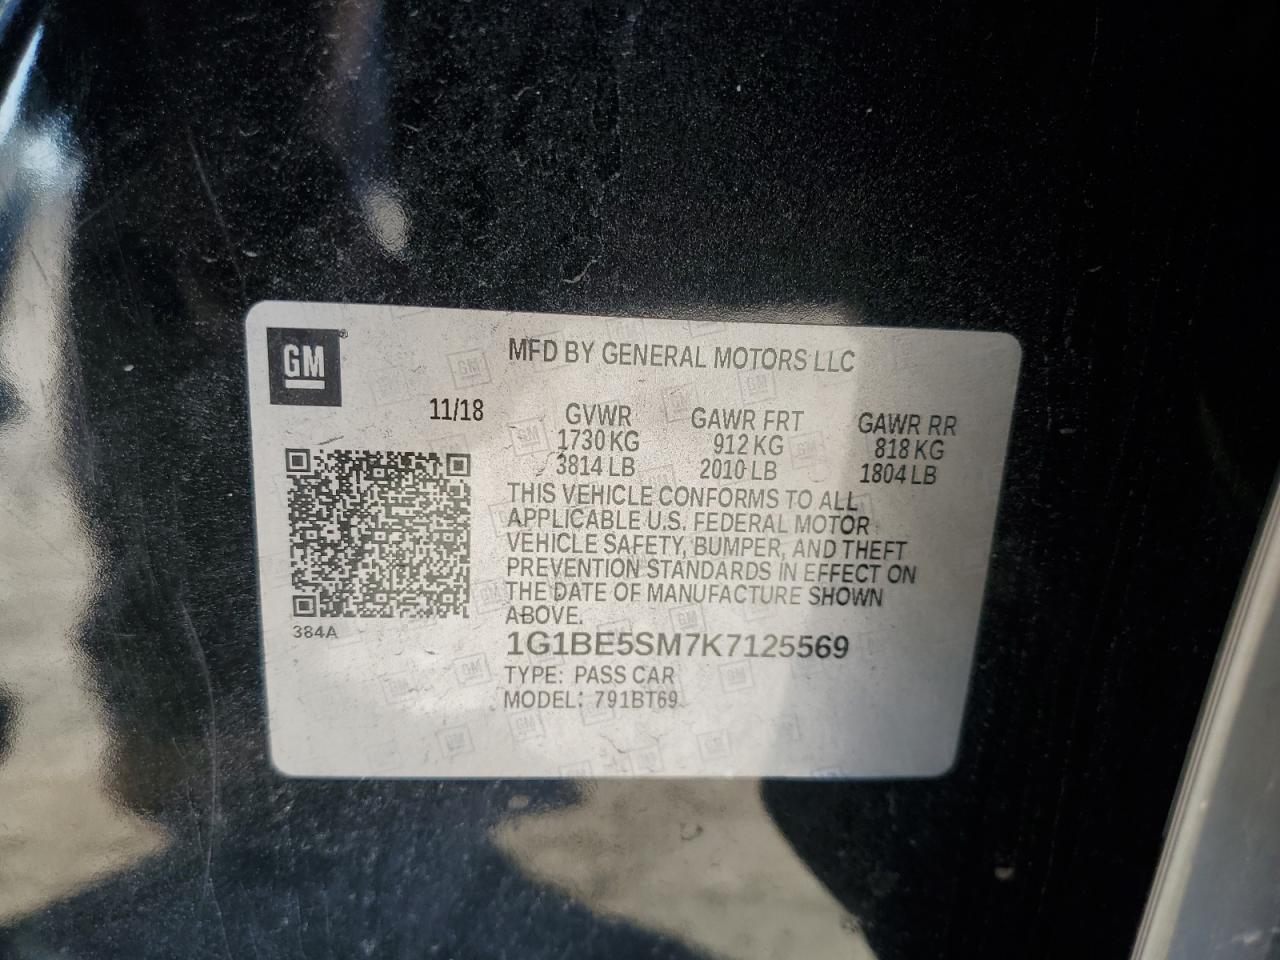 GM
MFD BY GENERAL MOTORS LLC
11/18
GVWR GAWR FRT GAWR RR
1730 KG 912 KG 818 KG
3814 LB 2010 LB 1804 LB
THIS VEHICLE CONFORMS TO ALL
APPLICABLE U.S. FEDERAL MOTOR
VEHICLE SAFETY, BUMPER, AND THEFT
PREVENTION STANDARDS IN EFFECT ON
THE DATE OF MANUFACTURE SHOWN
ABOVE.
384A
1G1BE5SM7K7125569
TYPE: PASS CAR
MODEL: 791BT69